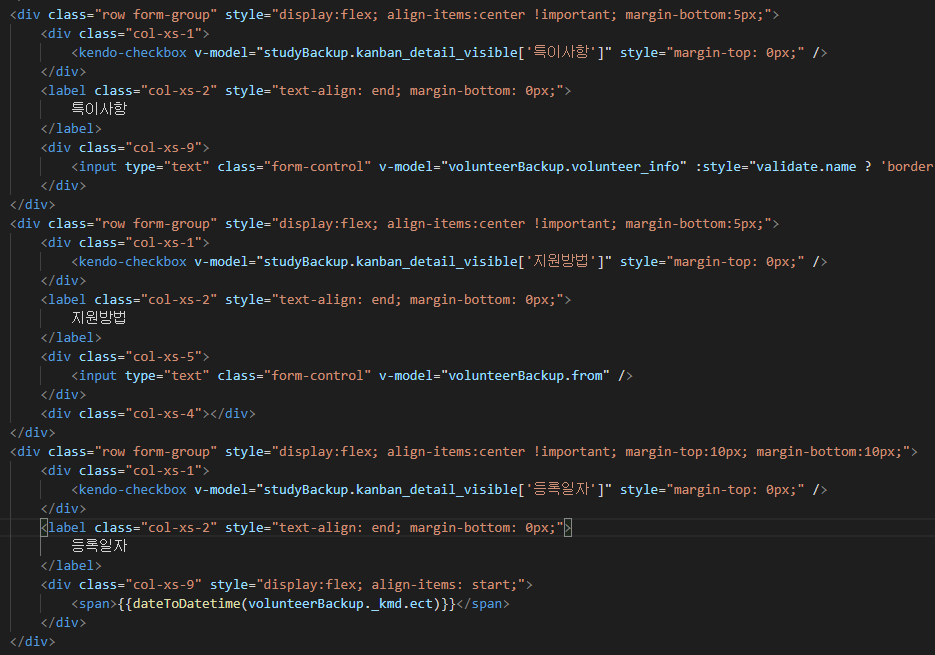 <div class="row form-group" style="display:flex; align-items:center !important; margin-bottom:5px;">
    <div class="col-xs-1">
        <kendo-checkbox v-model="studyBackup.kanban_detail_visible['특이사항']" style="margin-top: 0px;" />
    </div>
    <label class="col-xs-2" style="text-align: end; margin-bottom: 0px;">
        특이사항
    </label>
    <div class="col-xs-9">
        <input type="text" class="form-control" v-model="volunteerBackup.volunteer_info" :style="validate.name ? 'border
    </div>
</div>
<div class="row form-group" style="display:flex; align-items:center !important; margin-bottom:5px;">
    <div class="col-xs-1">
        <kendo-checkbox v-model="studyBackup.kanban_detail_visible['지원방법']" style="margin-top: 0px;" />
    </div>
    <label class="col-xs-2" style="text-align: end; margin-bottom: 0px;">
        지원방법
    </label>
    <div class="col-xs-5">
        <input type="text" class="form-control" v-model="volunteerBackup.from" />
    </div>
    <div class="col-xs-4"></div>
</div>
<div class="row form-group" style="display:flex; align-items:center !important; margin-top:10px; margin-bottom:10px;">
    <div class="col-xs-1">
        <kendo-checkbox v-model="studyBackup.kanban_detail_visible['등록일자']" style="margin-top: 0px;" />
    </div>
    <label class="col-xs-2" style="text-align: end; margin-bottom: 0px;">
        등록일자
    </label>
    <div class="col-xs-9" style="display:flex; align-items: start;">
        <span>{{dateToDatetime(volunteerBackup._kmd.ect)}}</span>
    </div>
</div>